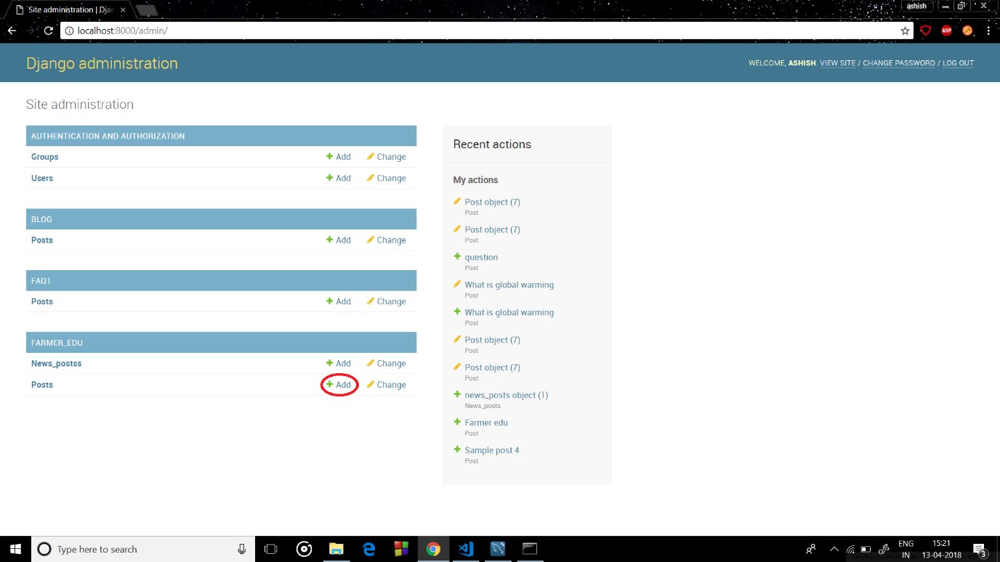 Site administration | Djan
ashish
localhost:8000/admin/
ABP
Django administration
WELCOME, ASHISH. VIEW SITE / CHANGE PASSWORD / LOG OUT
Site administration
AUTHENTICATION AND AUTHORIZATION
Groups Add Change
Users Add Change
BLOG
Posts Add Change
FAQ1
Posts Add Change
FARMER_EDU
News_postss Add Change
Posts Add Change
Recent actions
My actions
Post object (7)
Post
Post object (7)
Post
question
Post
What is global warming
Post
What is global warming
Post
Post object (7)
Post
Post object (7)
Post
news_posts object (1)
News_posts
Farmer edu
Post
Sample post 4
Post
Type here to search
ENG
IN
15:21
13-04-2018
3